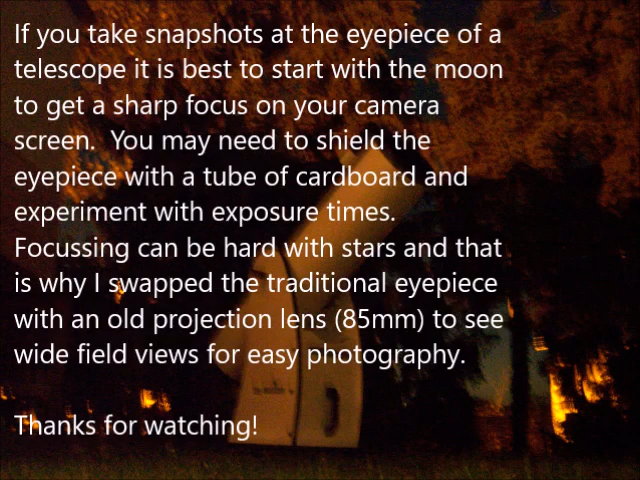 If you take snapshots at the eyepiece of a
telescope it is best to start with the moon
to get a sharp focus on your camera
screen.  You may need to shield the
eyepiece with a tube of cardboard and
experiment with exposure times.
Focussing can be hard with stars and that
is why I swapped the traditional eyepiece
with an old projection lens (85mm) to see
wide field views for easy photography.

Thanks for watching!